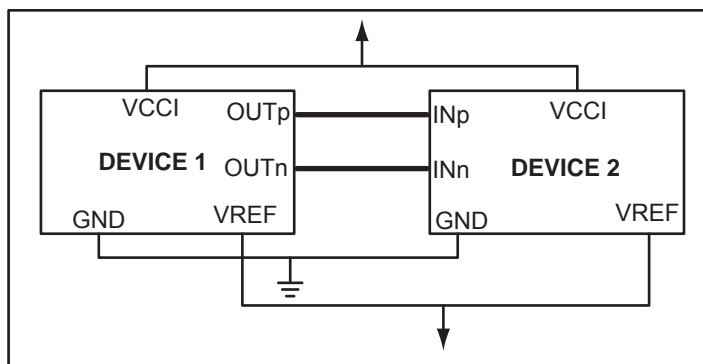 VCCI
OUTp
DEVICE 1
OUTn
GND
VREF
INp
VCCI
INn
DEVICE 2
GND
VREF